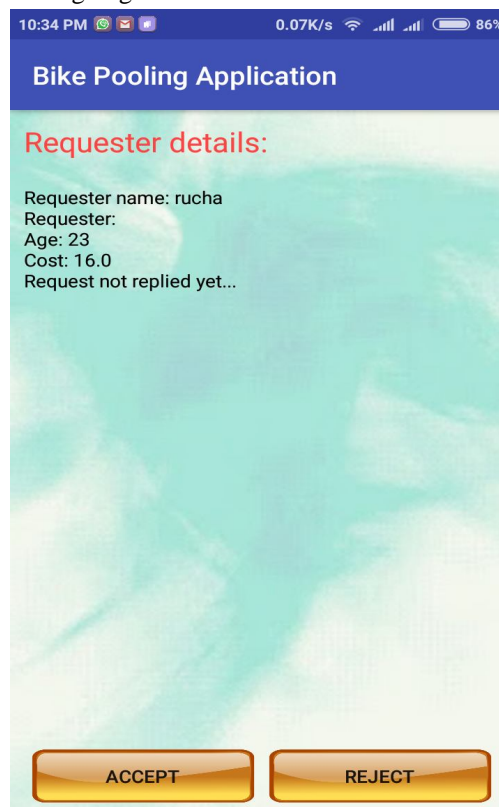 10:34 PM 0.07K/s 86%
Bike Pooling Application
Requester details:
Requester name: rucha
Requester:
Age: 23
Cost: 16.0
Request not replied yet...
ACCEPT REJECT